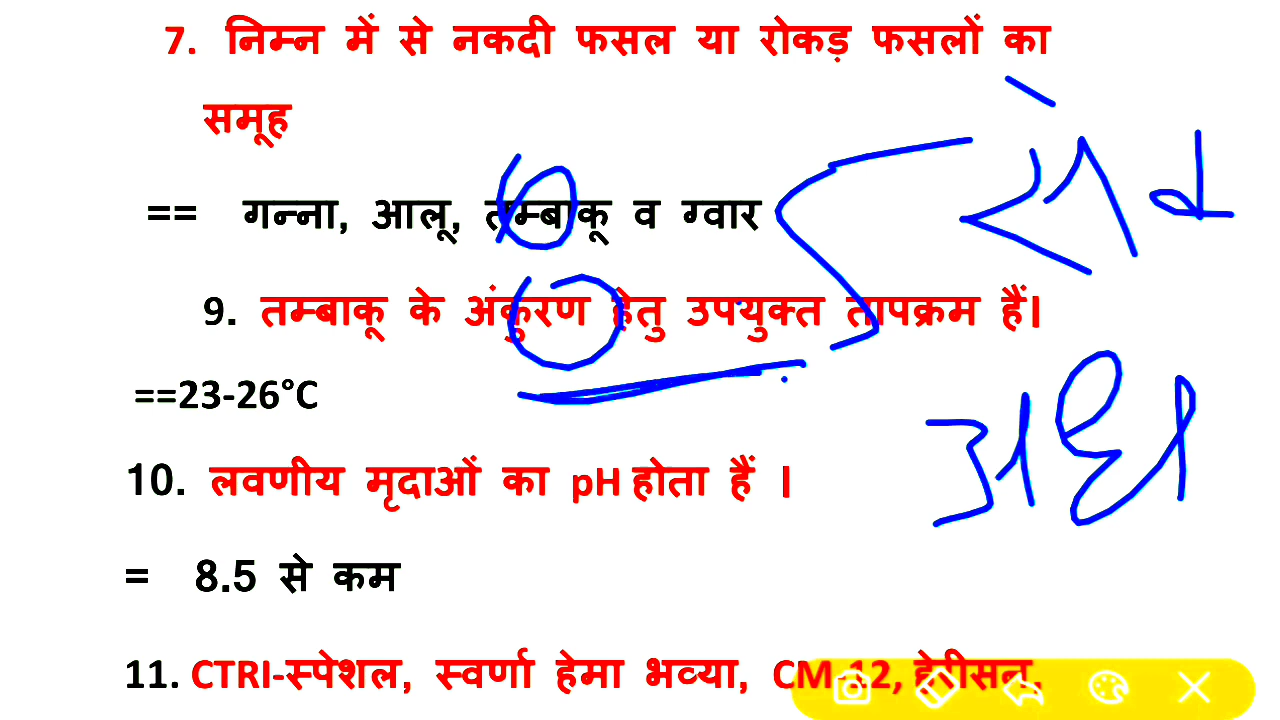 7. निम्न में से नकदी फसल या रोकड़ फसलों का
समूह
== गन्ना, आलू, तम्बाकू व ग्वार
9. तम्बाकू के अंकुरण हेतु उपयुक्त तापक्रम हैं।
==23-26°C
10. लवणीय मृदाओं का pH होता हैं ।
= 8.5 से कम
11. CTRI-स्पेशल, स्वर्णा हेमा भव्या, CM-12, हेरीसन,